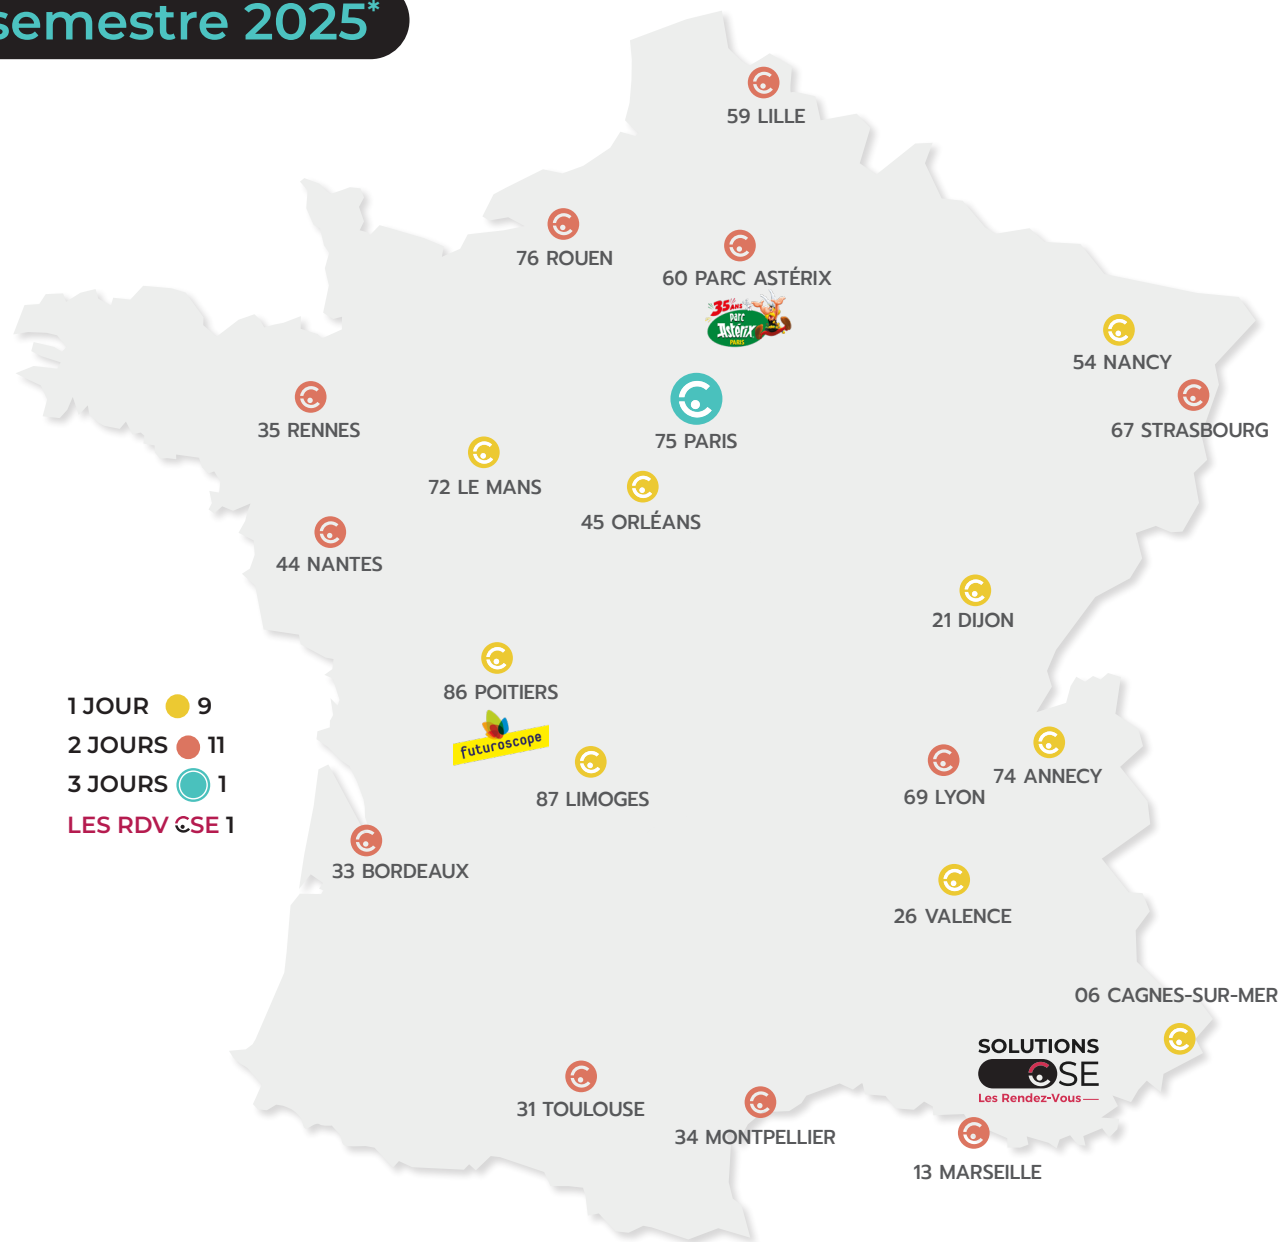 semestre 2025*
59 LILLE
76 ROUEN
60 PARC ASTÉRIX
35 ANS
Parc
Astérix
PARIS
54 NANCY
35 RENNES
75 PARIS
67 STRASBOURG
72 LE MANS
45 ORLÉANS
44 NANTES
21 DIJON
86 POITIERS
futuroscope
1 JOUR 9
2 JOURS 11
3 JOURS 1
LES RDV CSE 1
87 LIMOGES
69 LYON
74 ANNECY
33 BORDEAUX
26 VALENCE
06 CAGNES-SUR-MER
SOLUTIONS
CSE
Les Rendez-Vous
31 TOULOUSE
34 MONTPELLIER
13 MARSEILLE